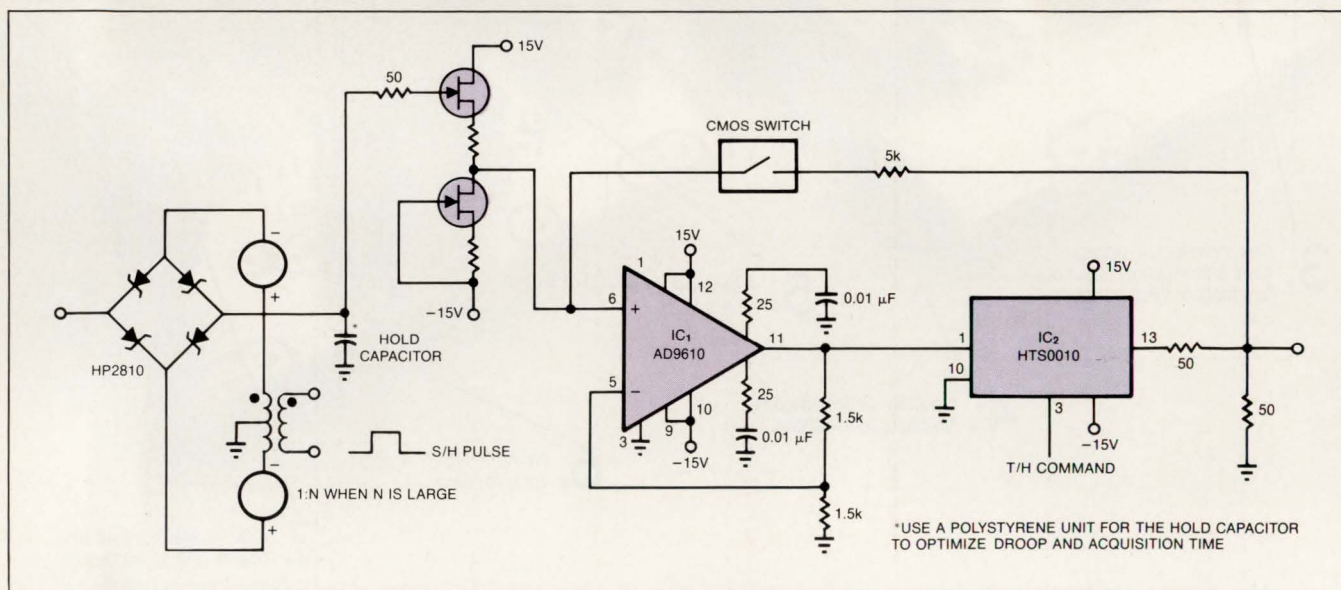 15V
50
CMOS SWITCH
5k
−15V
HOLD
CAPACITOR
*
HP2810
S/H PULSE
1:N WHEN N IS LARGE
−
+
−
+
15V
1
12
6
+
25
0.01 µF
IC1
AD9610
11
5
−
25
0.01 µF
10
9
3
−15V
1.5k
1.5k
15V
1
IC2
HTS0010
13
50
10
3
−15V
T/H COMMAND
50
*USE A POLYSTYRENE UNIT FOR THE HOLD CAPACITOR
TO OPTIMIZE DROOP AND ACQUISITION TIME